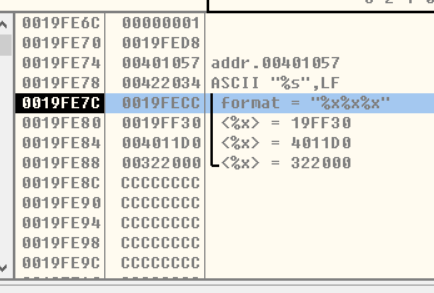 0019FE6C 00000001
0019FE70 0019FED8
0019FE74 00401057 addr.00401057
0019FE78 00422034 ASCII "%s",LF
0019FE7C 0019FECC format = "%x%x%x"
0019FE80 0019FF30 <%x> = 19FF30
0019FE84 004011D0 <%x> = 4011D0
0019FE88 00322000 <%x> = 322000
0019FE8C CCCCCCCC
0019FE90 CCCCCCCC
0019FE94 CCCCCCCC
0019FE98 CCCCCCCC
0019FE9C CCCCCCCC